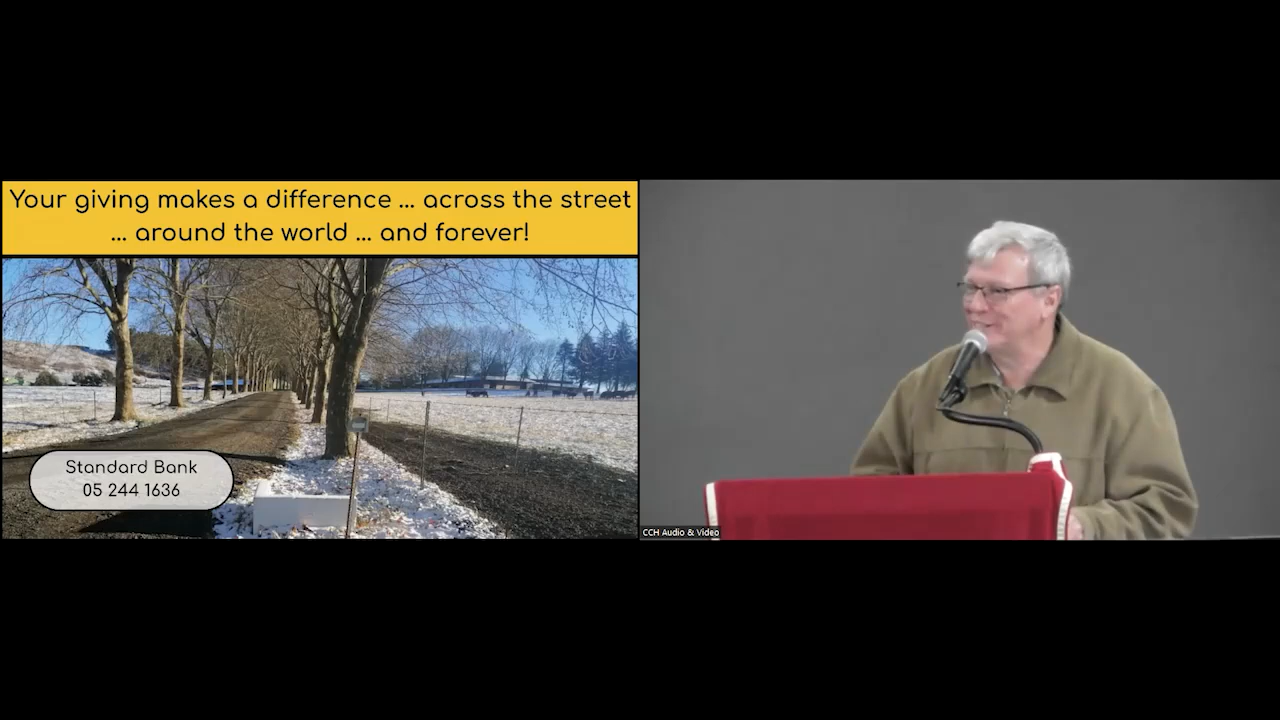 Your giving makes a difference ... across the street
... around the world ... and forever!
Standard Bank
05 244 1636
CCH Audio & Video